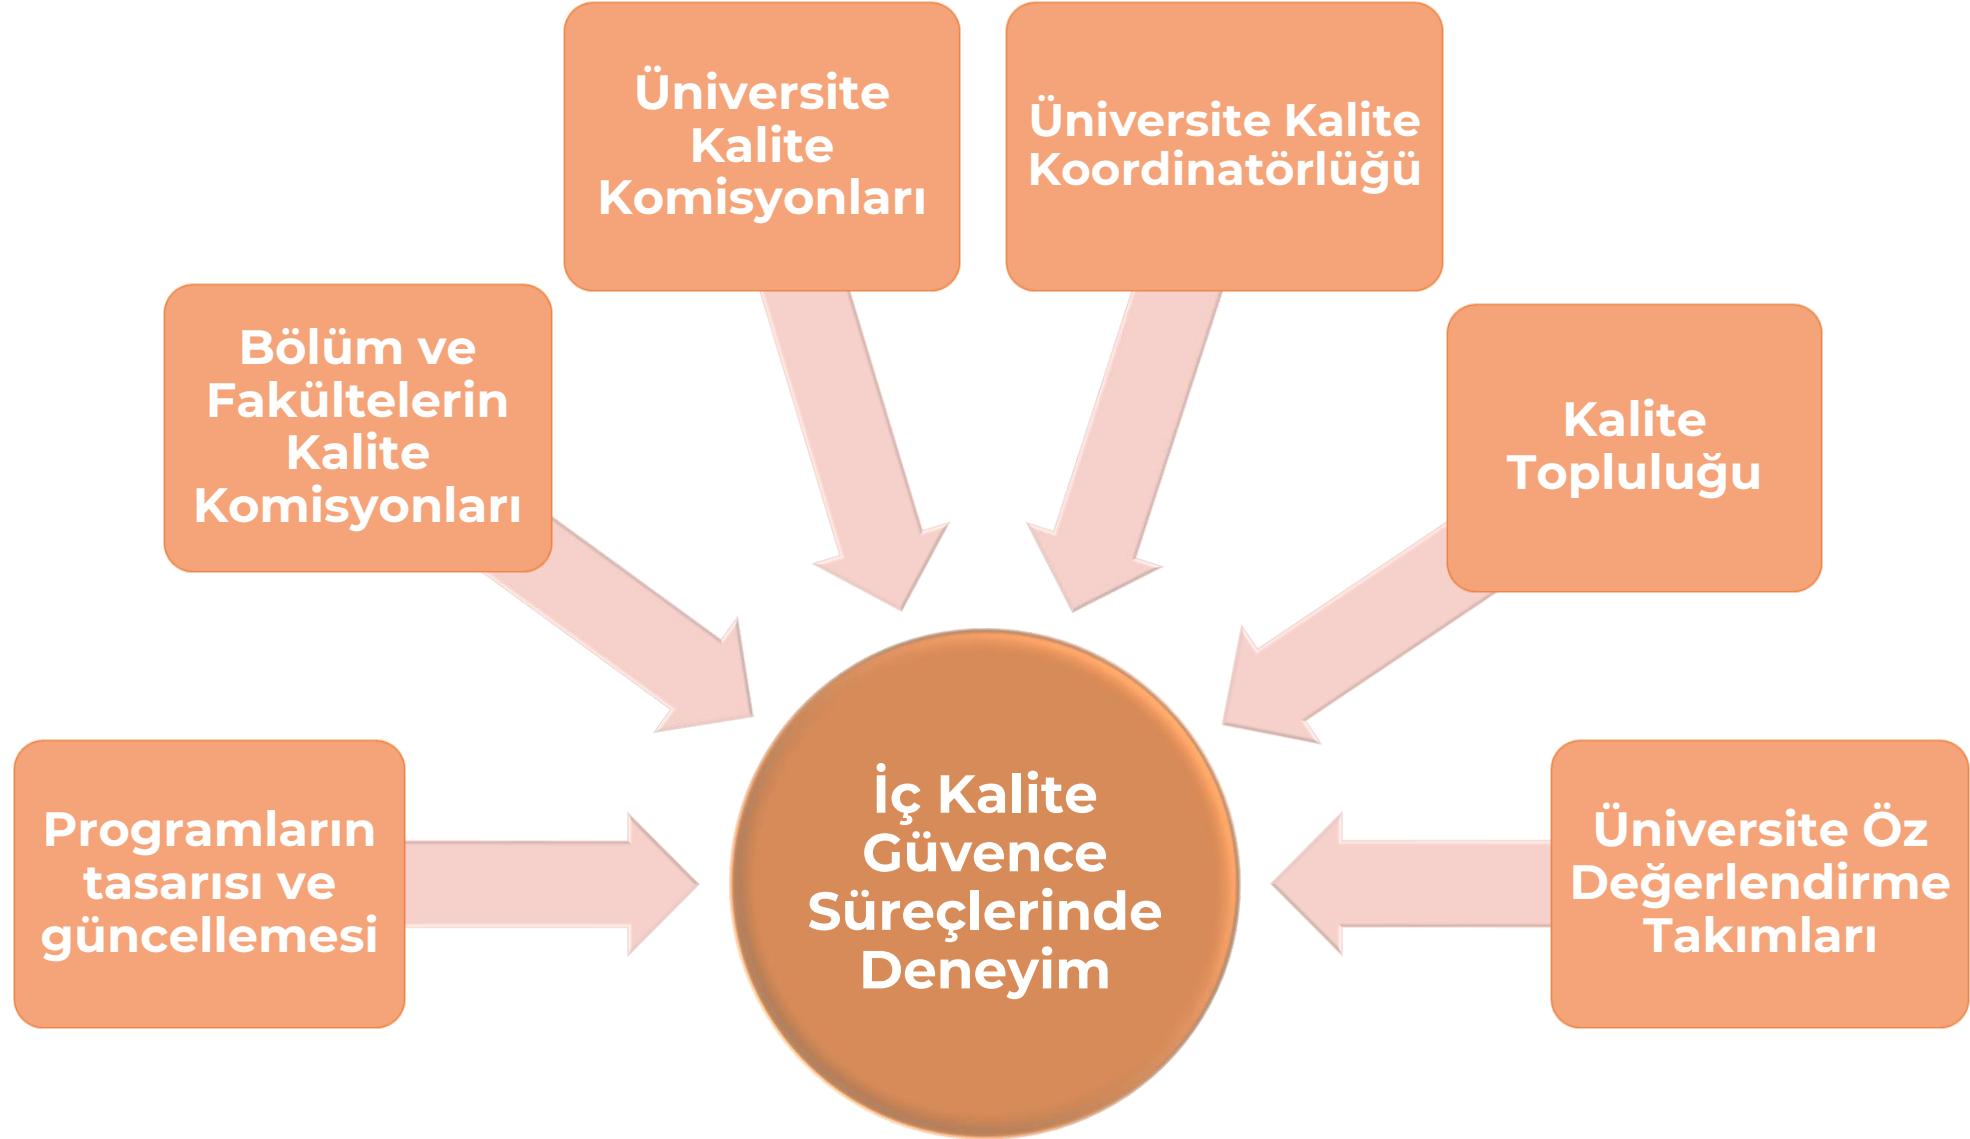 Üniversite
Kalite
Komisyonları
Üniversite Kalite
Koordinatörlüğü
Bölüm ve
Fakültelerin
Kalite
Komisyonları
Kalite
Topluluğu
Programların
tasarısı ve
güncellemesi
İç Kalite
Güvence
Süreçlerinde
Deneyim
Üniversite Öz
Değerlendirme
Takımları